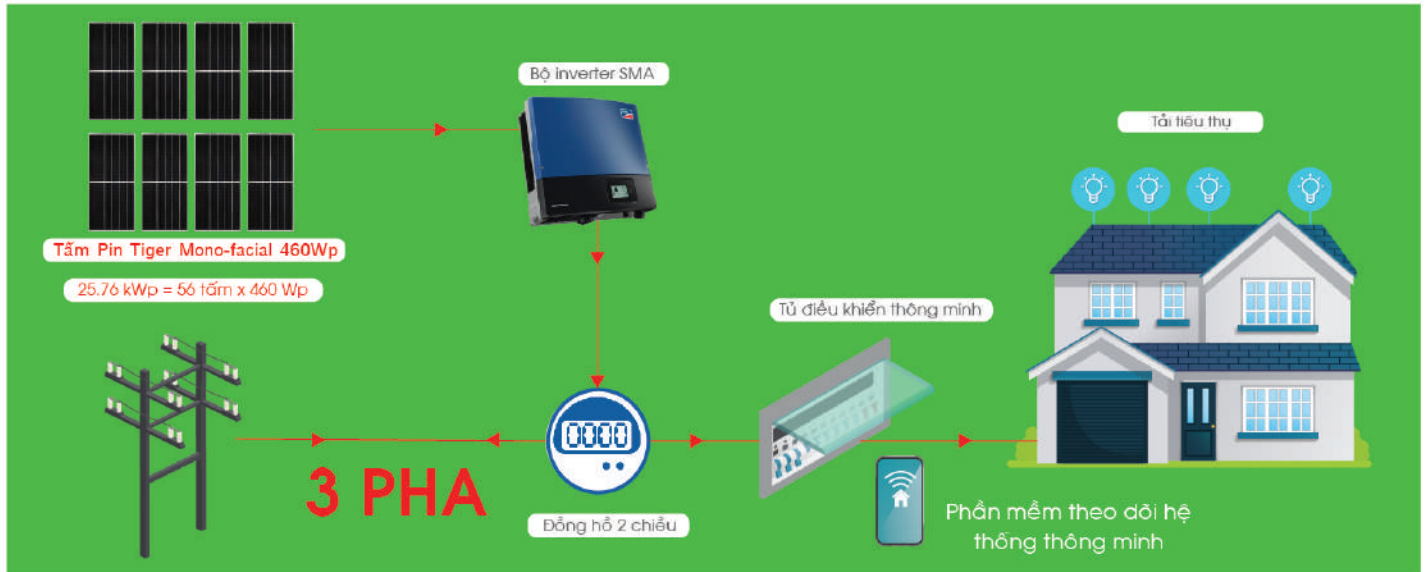 Bộ inverter SMA
Tải tiêu thụ
Tấm Pin Tiger Mono-facial 460Wp
25.76 kWp = 56 tấm x 460 Wp
Tủ điều khiển thông minh
0000
3 PHA
Đồng hồ 2 chiều
Phần mềm theo dõi hệ
thống thông minh